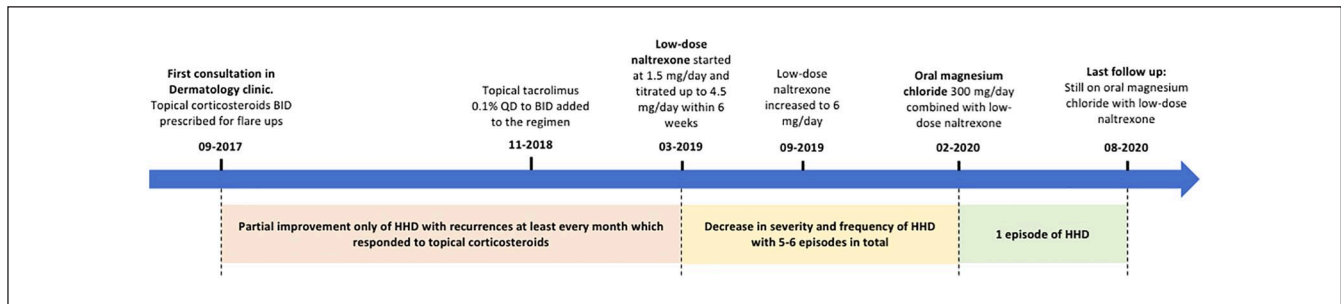 First consultation in
Dermatology clinic.
Topical corticosteroids BID
prescribed for flare ups
09-2017
Topical tacrolimus
0.1% QD to BID added
to the regimen
11-2018
Low-dose
naltrexone started
at 1.5 mg/day and
titrated up to 4.5
mg/day within 6
weeks
03-2019
Low-dose
naltrexone
increased to 6
mg/day
09-2019
Oral magnesium
chloride 300 mg/day
combined with low-
dose naltrexone
02-2020
Last follow up:
Still on oral magnesium
chloride with low-dose
naltrexone
08-2020
Partial improvement only of HHD with recurrences at least every month which
responded to topical corticosteroids
Decrease in severity and frequency of HHD
with 5-6 episodes in total
1 episode of HHD